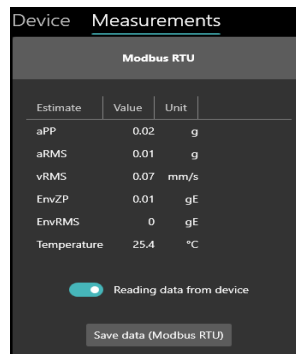 Device Measurements
Modbus RTU
Estimate Value Unit
aPP 0.02 g
aRMS 0.01 g
vRMS 0.07 mm/s
EnvZP 0.01 gE
EnvRMS 0 gE
Temperature 25.4 °C
Reading data from device
Save data (Modbus RTU)